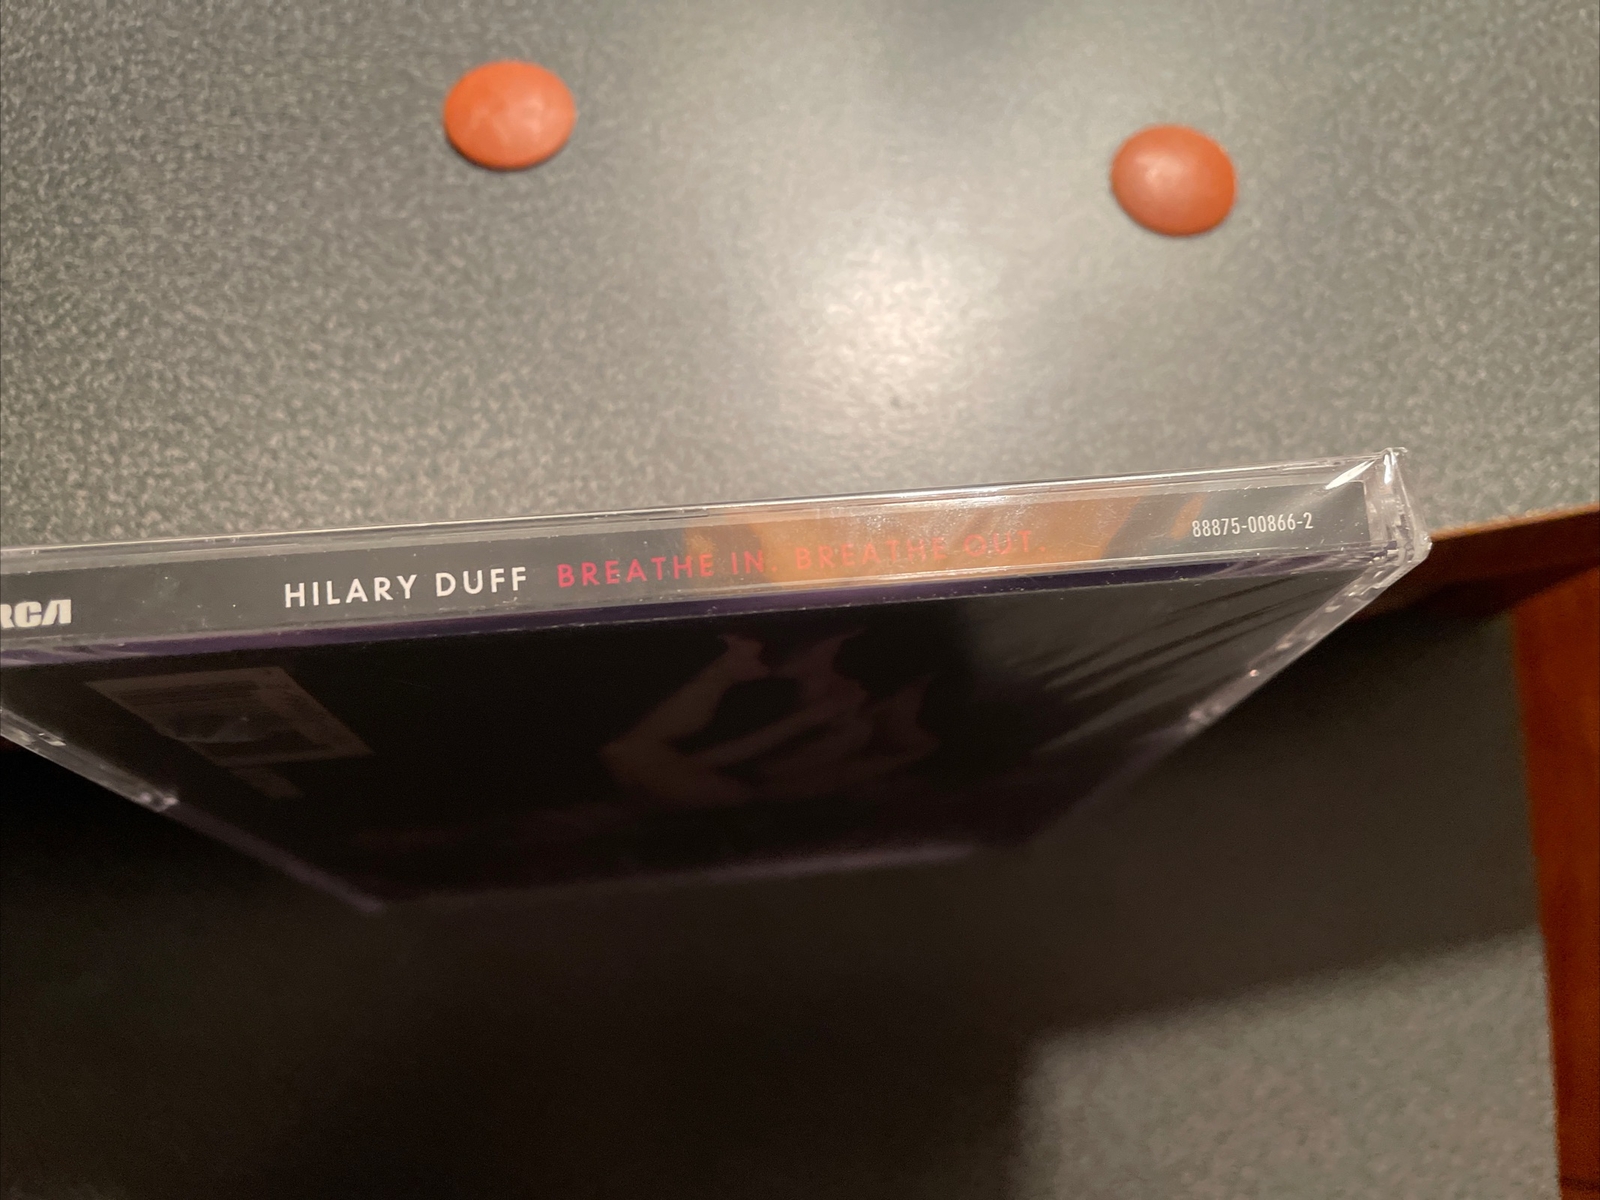 RCA HILARY DUFF BREATHE IN. BREATHE OUT. 88875-00866-2